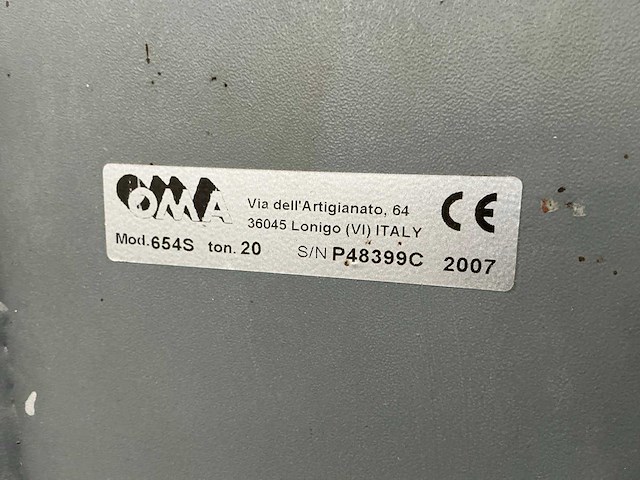 OMA
Via dell'Artigianato, 64
36045 Lonigo (VI) ITALY
CE
Mod.654S ton. 20 S/N P48399C 2007